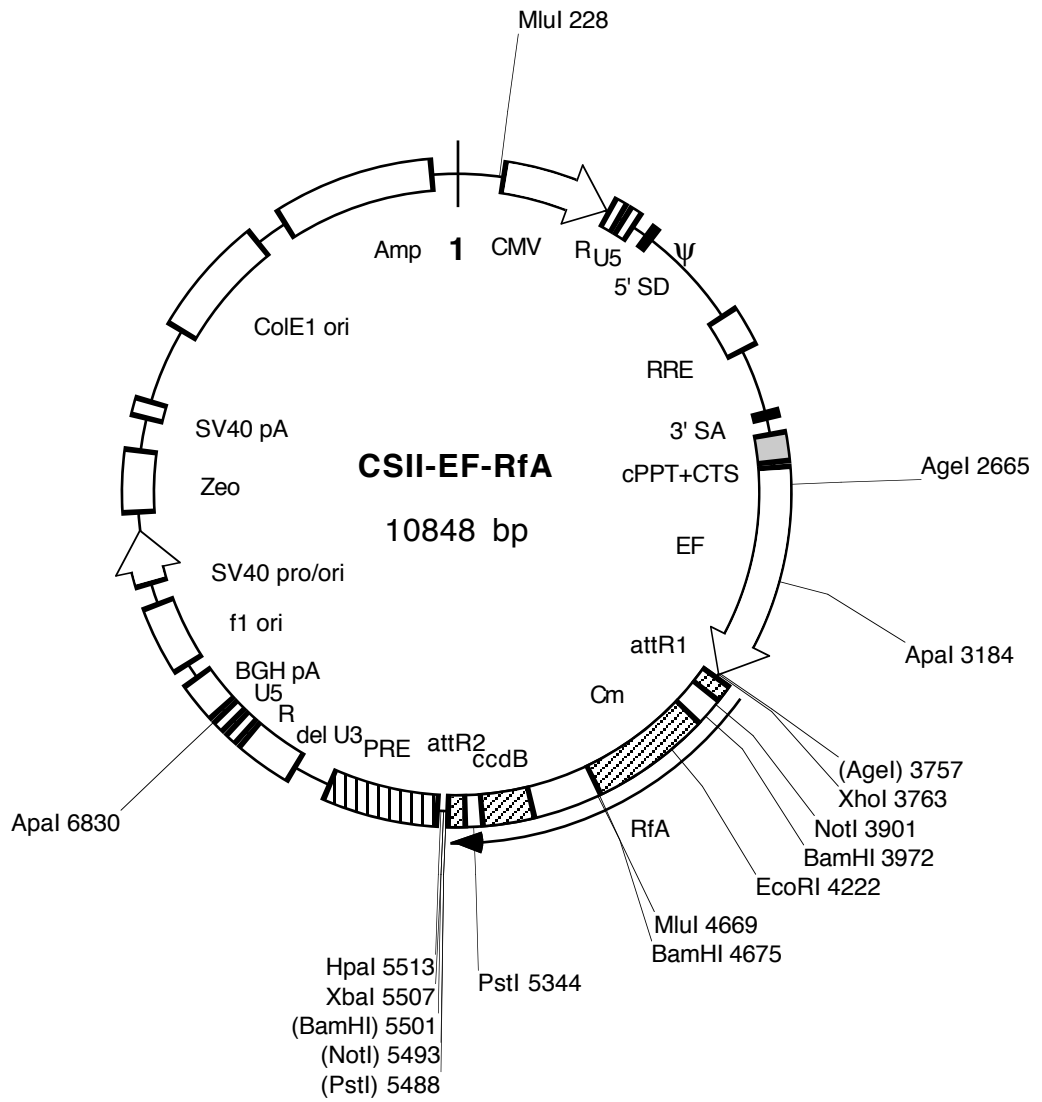 MluI 228
Amp
1
CMV
R
U5
5' SD
ψ
ColE1 ori
RRE
SV40 pA
3' SA
CSII-EF-RfA
cPPT+CTS
AgeI 2665
Zeo
10848 bp
EF
SV40 pro/ori
f1 ori
attR1
ApaI 3184
BGH pA
U5
R
Cm
del U3
PRE
attR2
ccdB
(AgeI) 3757
XhoI 3763
ApaI 6830
RfA
NotI 3901
BamHI 3972
EcoRI 4222
MluI 4669
BamHI 4675
HpaI 5513
PstI 5344
XbaI 5507
(BamHI) 5501
(NotI) 5493
(PstI) 5488